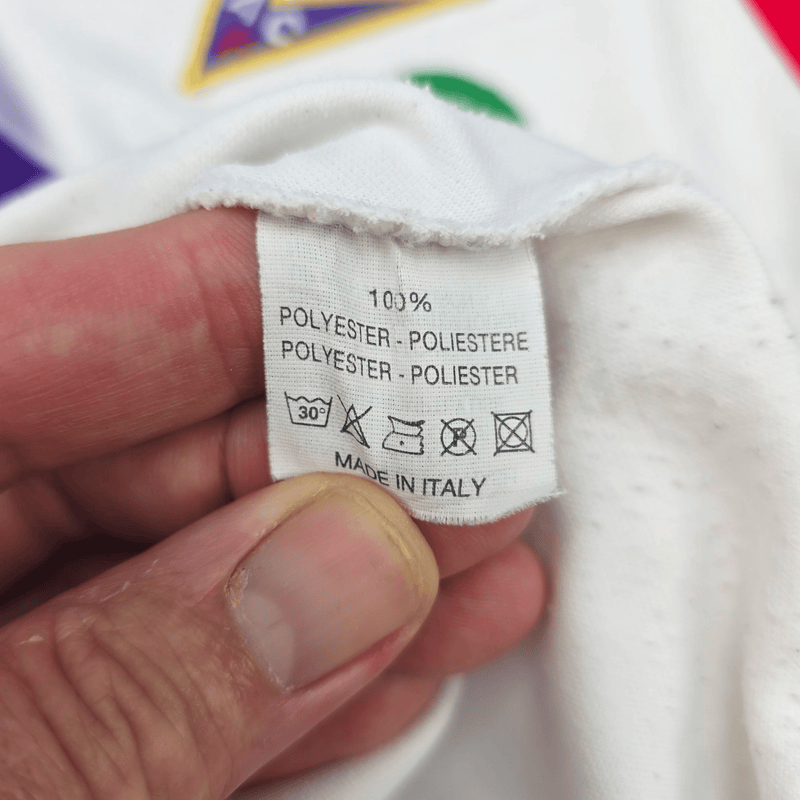 100%
POLYESTER - POLIESTERE
POLYESTER - POLIESTER
30°
P
MADE IN ITALY